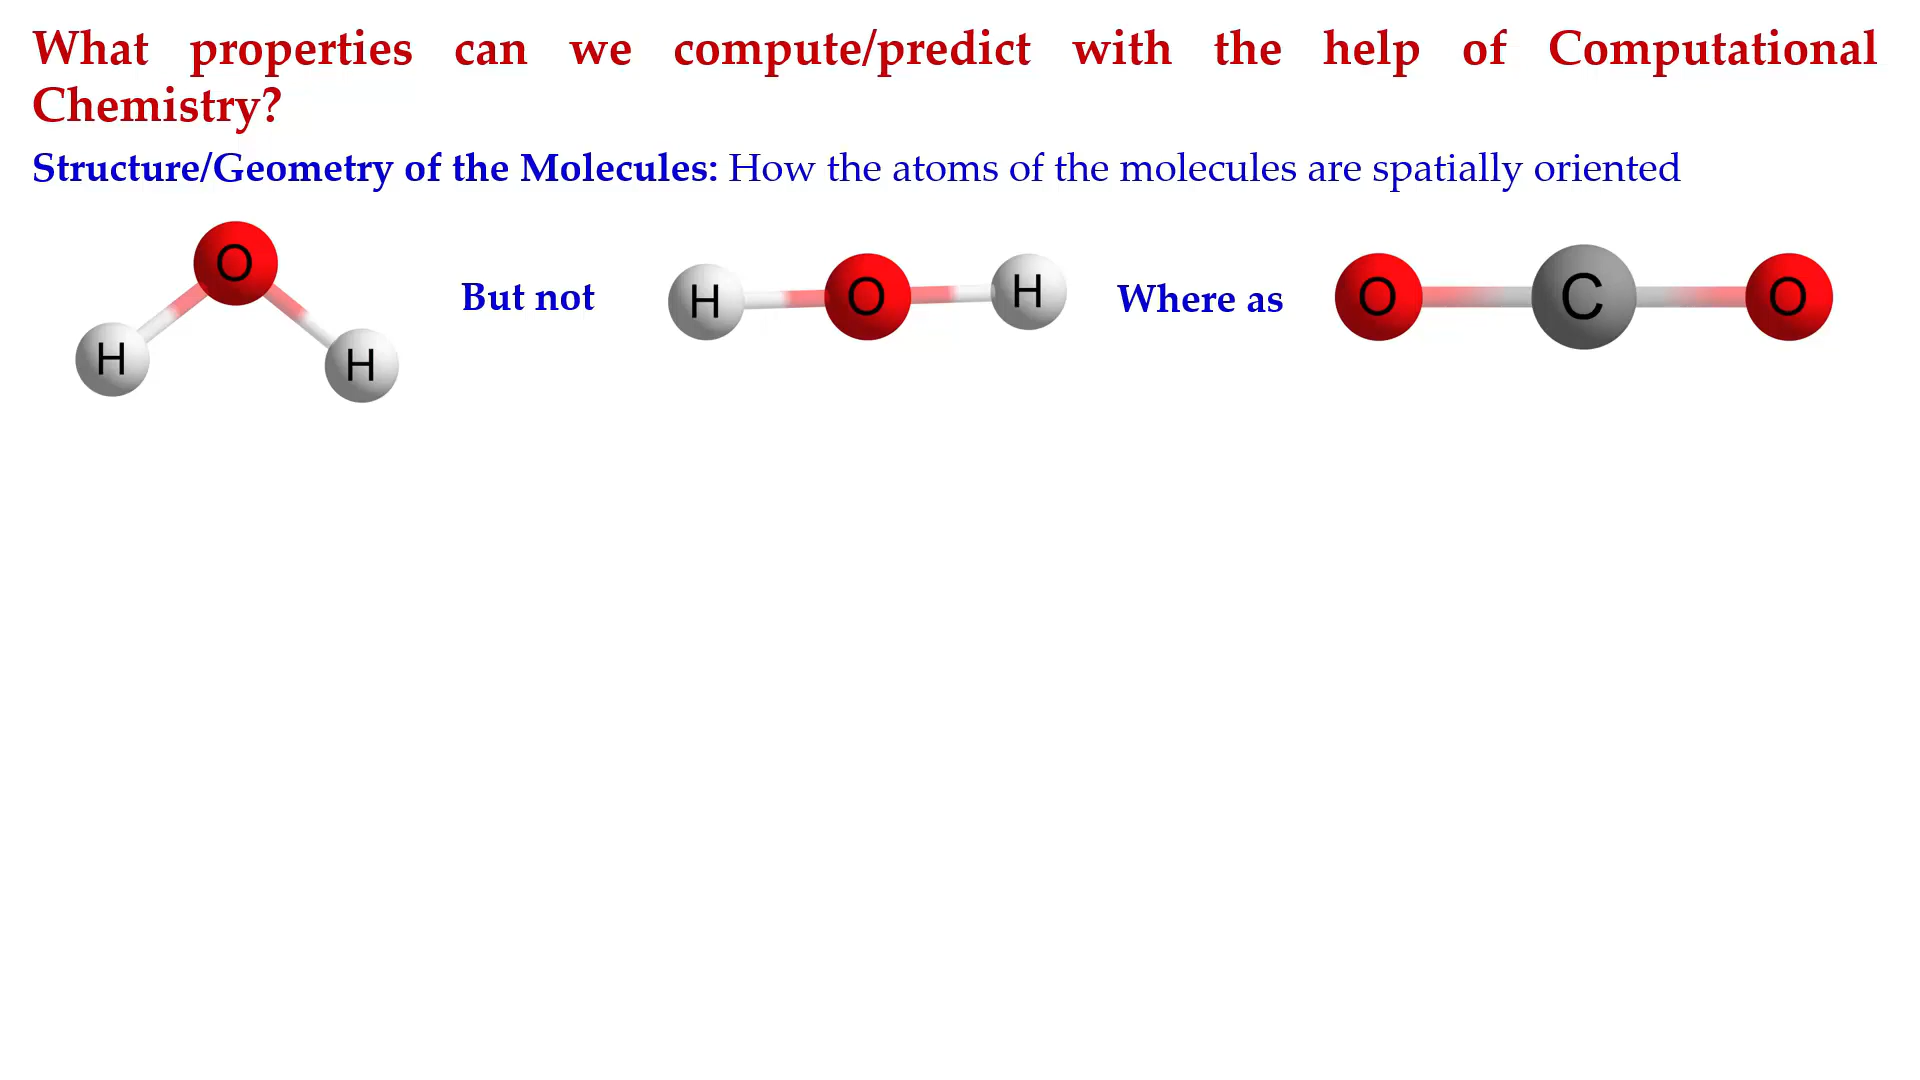 What properties can we compute/predict with the help of Computational
Chemistry?
Structure/Geometry of the Molecules: How the atoms of the molecules are spatially oriented
O
H
H
But not
H
O
H
Where as
O
C
O